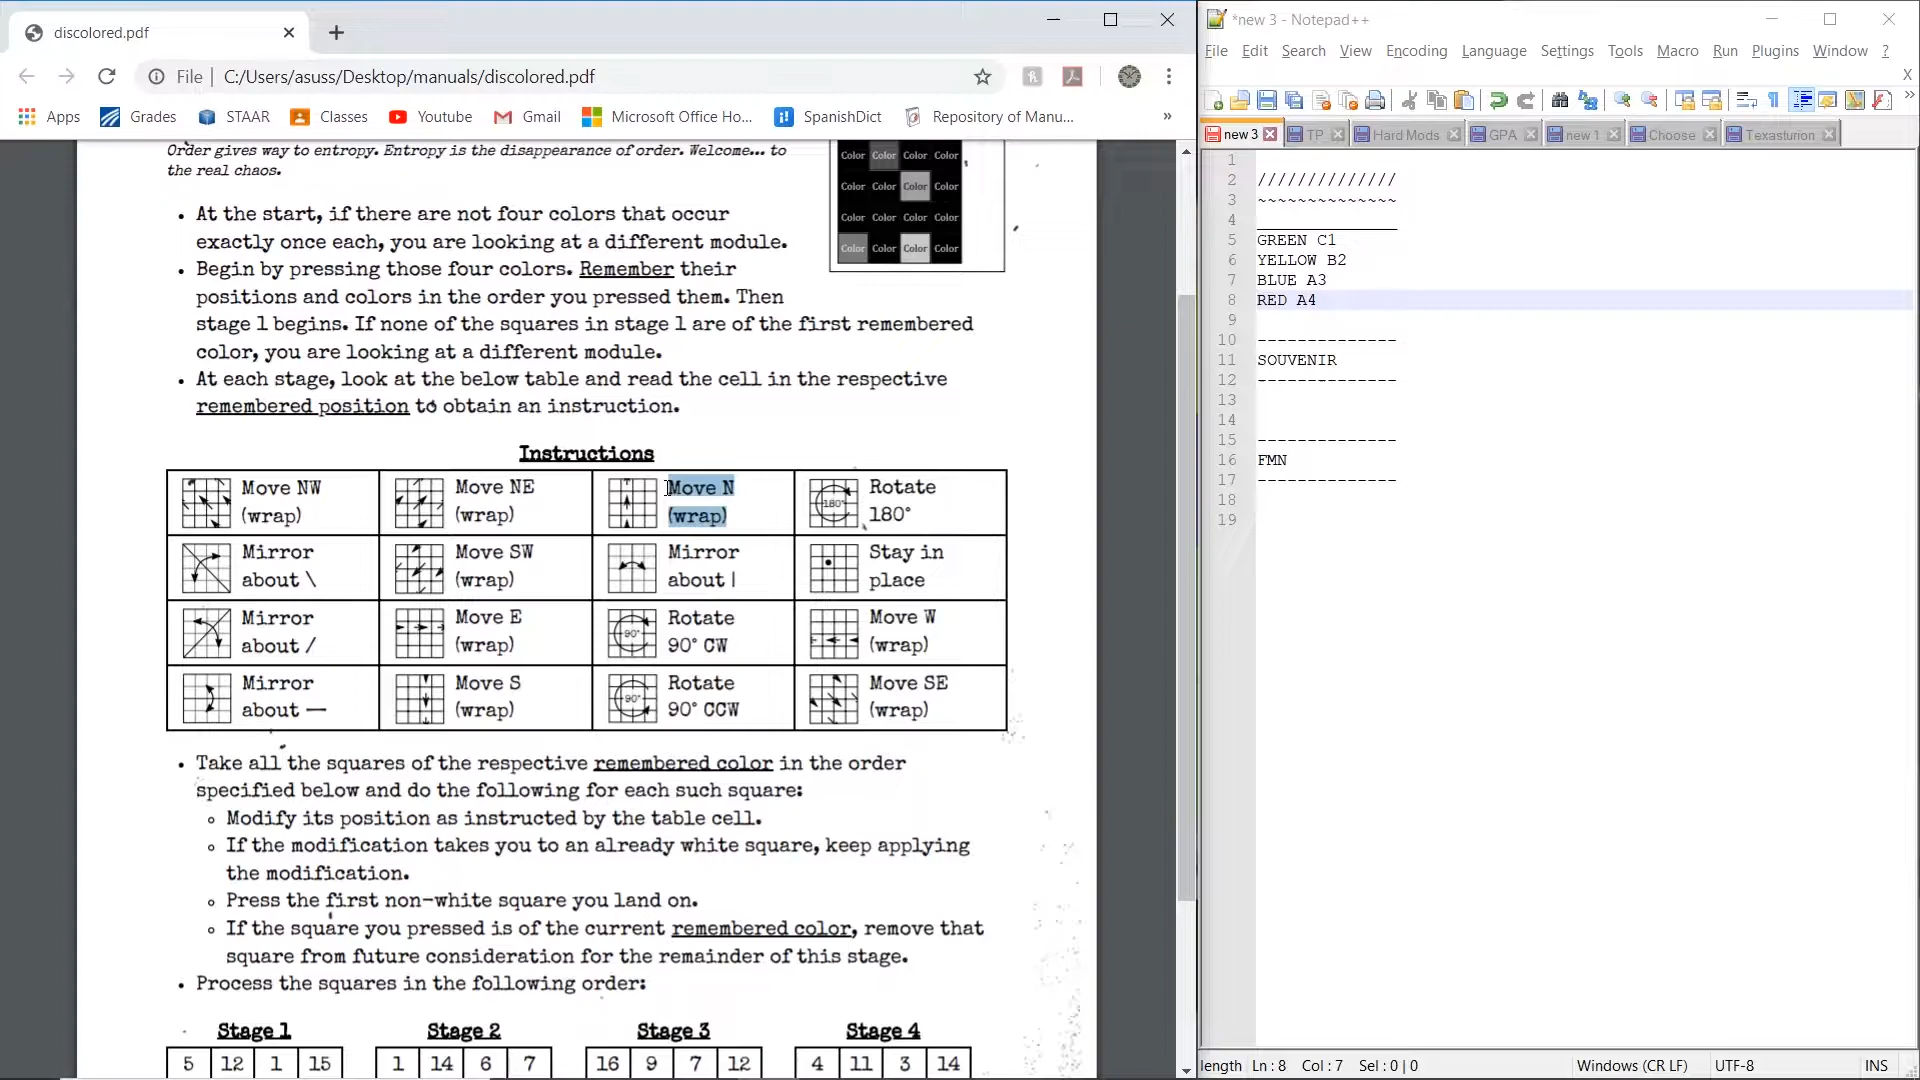 discolored.pdf
File | C:/Users/asuss/Desktop/manuals/discolored.pdf
Apps Grades STAAR Classes Youtube Gmail Microsoft Office Ho... SpanishDict Repository of Manu... »
Order gives way to entropy. Entropy is the disappearance of order. Welcome... to
the real chaos.
Color Color Color Color
Color Color Color Color
Color Color Color Color
Color Color Color Color
• At the start, if there are not four colors that occur
exactly once each, you are looking at a different module.
• Begin by pressing those four colors. Remember their
positions and colors in the order you pressed them. Then
stage 1 begins. If none of the squares in stage 1 are of the first remembered
color, you are looking at a different module.
• At each stage, look at the below table and read the cell in the respective
remembered position to obtain an instruction.
Instructions
Move NW
(wrap)
Move NE
(wrap)
Move N
(wrap)
180°
Rotate
180°
Mirror
about \
Move SW
(wrap)
Mirror
about |
Stay in
place
Mirror
about /
Move E
(wrap)
90°
Rotate
90° CW
Move W
(wrap)
Mirror
about —
Move S
(wrap)
90°
Rotate
90° CCW
Move SE
(wrap)
• Take all the squares of the respective remembered color in the order
specified below and do the following for each such square:
Modify its position as instructed by the table cell.
If the modification takes you to an already white square, keep applying
the modification.
Press the first non-white square you land on.
If the square you pressed is of the current remembered color, remove that
square from future consideration for the remainder of this stage.
• Process the squares in the following order:
Stage 1 Stage 2 Stage 3 Stage 4
5 12 1 15 1 14 6 7 16 9 7 12 4 11 3 14
*new 3 - Notepad++
File Edit Search View Encoding Language Settings Tools Macro Run Plugins Window ?
X
new 3 TP Hard Mods GPA new 1 Choose Texasturion
1
2 //////////////
3 ~~~~~~~~~~~~~~
4 ______________
5 GREEN C1
6 YELLOW B2
7 BLUE A3
8 RED A4
9
10 --------------
11 SOUVENIR
12 --------------
13
14
15 --------------
16 FMN
17 --------------
18
19
length Ln : 8 Col : 7 Sel : 0 | 0 Windows (CR LF) UTF-8 INS